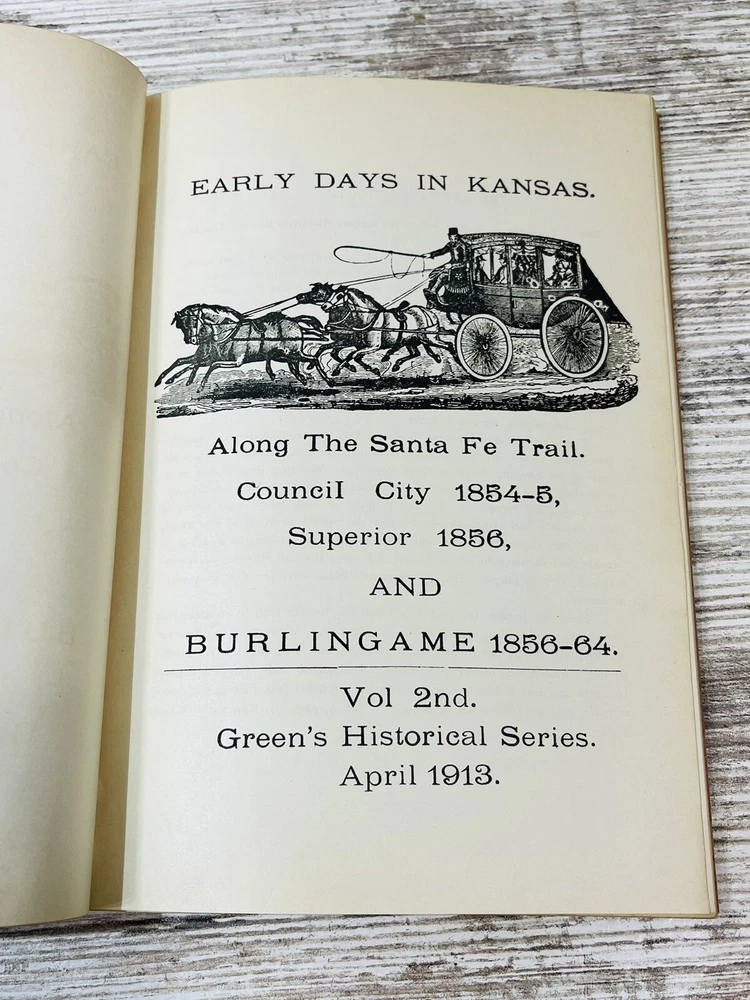 EARLY DAYS IN KANSAS.
Along The Santa Fe Trail.
Council City 1854-5,
Superior 1856,
AND
BURLINGAME 1856-64.
Vol 2nd.
Green's Historical Series.
April 1913.